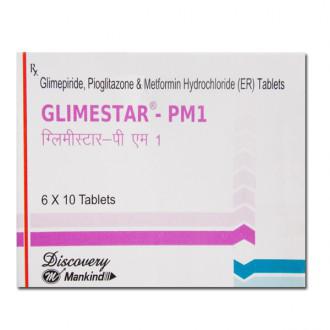 Rx
Glimepiride, Pioglitazone & Metformin Hydrochloride (ER) Tablets
GLIMESTAR® - PM1
ग्लिमीस्टार-पी एम 1
6 X 10 Tablets
Discovery
Mankind